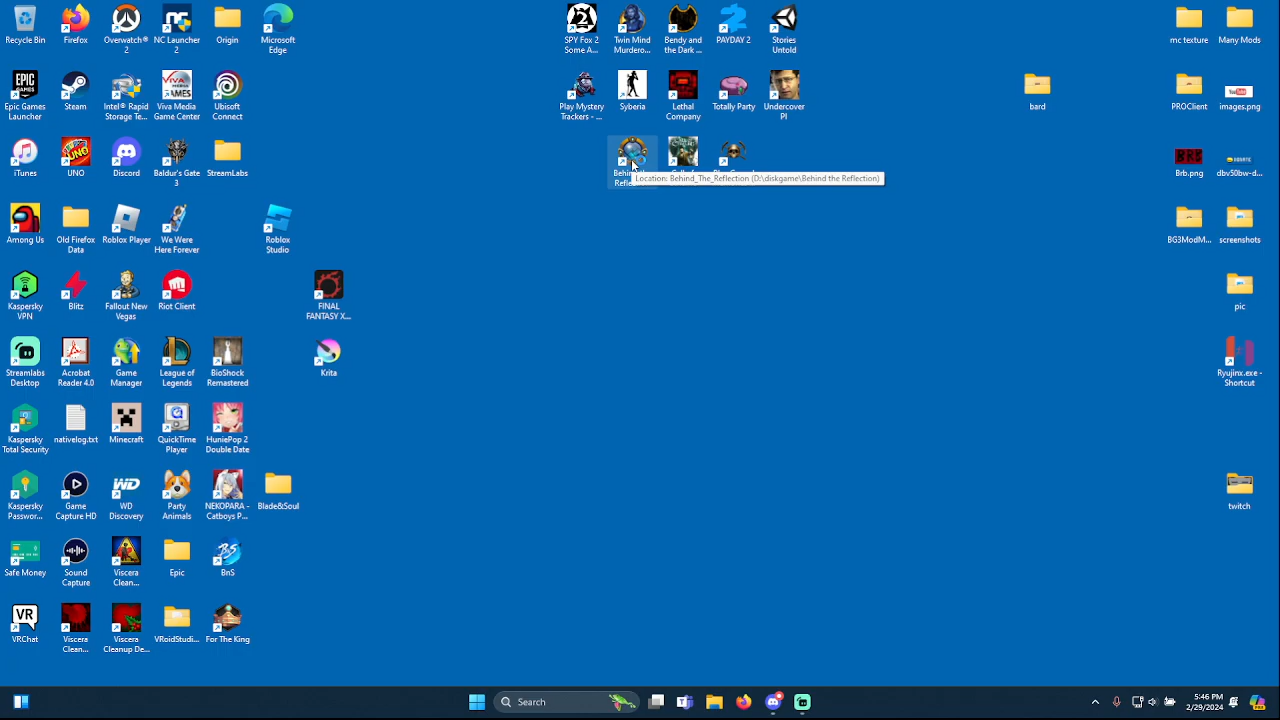 Recycle Bin
Firefox
Overwatch® 2
NC Launcher 2
Origin
Microsoft Edge
SPY Fox 2 Some A...
Twin Mind Murdero...
Bendy and the Dark ...
PAYDAY 2
Stories Untold
mc texture
Many Mods
Epic Games Launcher
Steam
Intel® Rapid Storage Te...
Viva Media Game Center
Ubisoft Connect
Play Mystery Trackers - ...
Syberia
Lethal Company
Totally Party
Undercover PI
bard
PROClient
images.png
iTunes
UNO
Discord
Baldur's Gate 3
StreamLabs
Location: Behind_The_Reflection (D:\diskgame\Behind the Reflection)
Brb.png
dbv50bw-d...
Among Us
Old Firefox Data
Roblox Player
We Were Here Forever
Roblox Studio
BG3ModM...
screenshots
Kaspersky VPN
Blitz
Fallout New Vegas
Riot Client
FINAL FANTASY X...
pic
Streamlabs Desktop
Acrobat Reader 4.0
Game Manager
League of Legends
BioShock Remastered
Krita
Ryujinx.exe - Shortcut
Kaspersky Total Security
nativelog.txt
Minecraft
QuickTime Player
HuniePop 2 Double Date
Kaspersky Passwor...
Game Capture HD
WD Discovery
Party Animals
NEKOPARA - Catboys P...
Blade&Soul
twitch
Safe Money
Sound Capture
Viscera Clean...
Epic
BnS
VRChat
Viscera Clean...
Viscera Cleanup De...
VRoidStudi...
For The King
Search
5:46 PM
2/29/2024